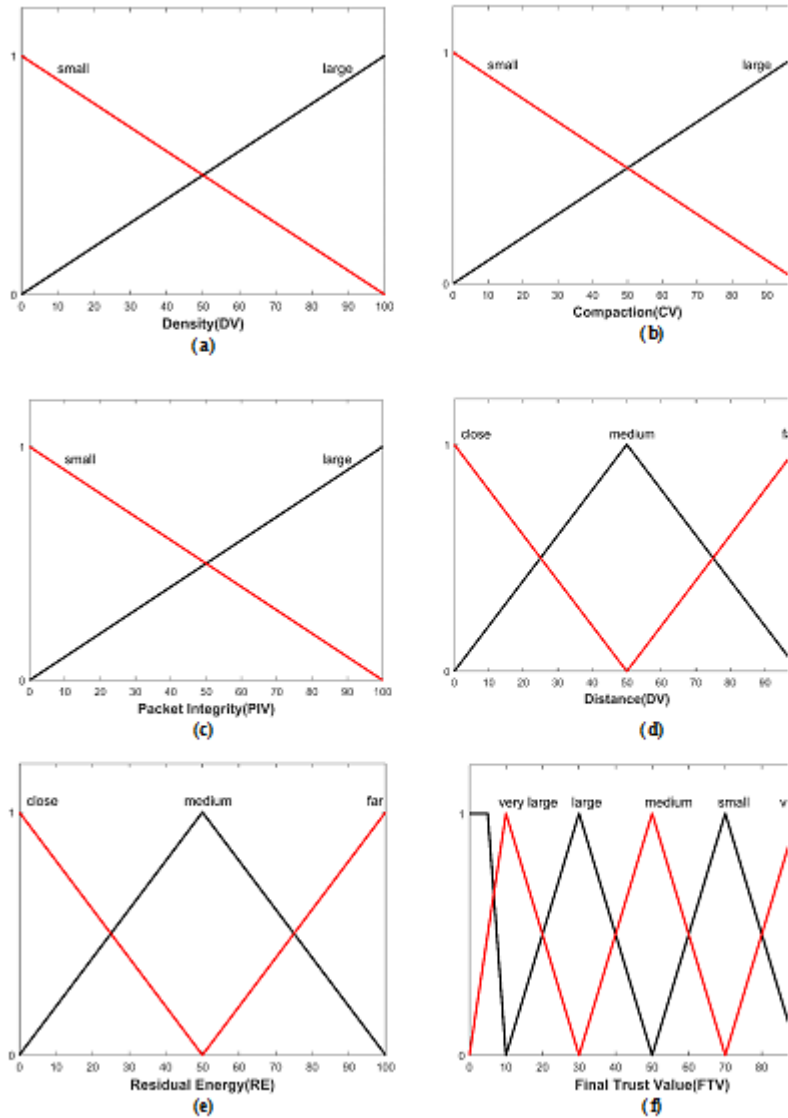 1
small
large
0
0 10 20 30 40 50 60 70 80 90 100
Density(DV)
(a)
1
small
large
0
0 10 20 30 40 50 60 70 80 90
Compaction(CV)
(b)
1
small
large
0
0 10 20 30 40 50 60 70 80 90 100
Packet Integrity(PIV)
(c)
close
medium
1
0
0 10 20 30 40 50 60 70 80 90
Distance(DV)
(d)
close
medium
far
1
0
0 10 20 30 40 50 60 70 80 90 100
Residual Energy(RE)
(e)
very large
large
medium
small
1
0
0 10 20 30 40 50 60 70 80
Final Trust Value(FTV)
(f)